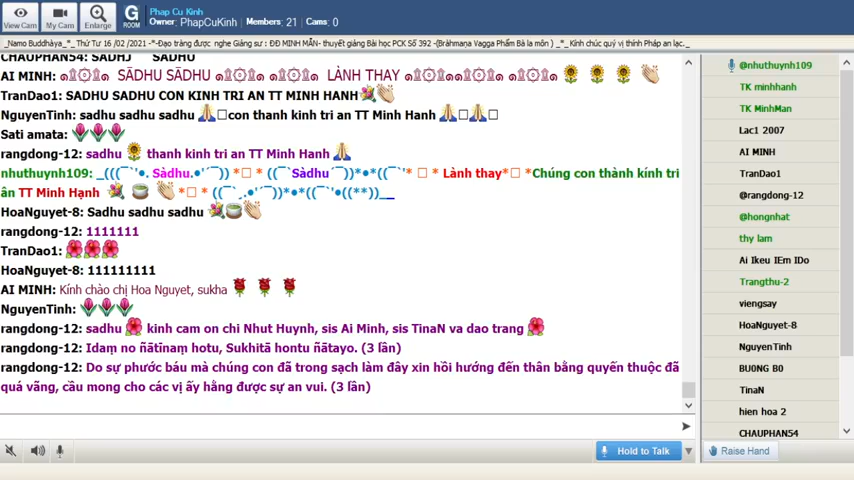 Phap Cu Kinh
Owner: PhapCuKinh Members: 21 Cams: 0
View Cam My Cam Enlarge G ROOM
_Namo Buddhàya_*_ Thứ Tư 16 /02 /2021 -*-Đạo tràng được nghe Giảng sư : ĐĐ MINH MẪN- thuyết giảng Bài học PCK Số 392 -(Bràhmaṇa Vagga Phẩm Bà la môn ) _*_ Kính chúc quý vị thính Pháp an lạc._
CHAUPHAN54: SADHJ SADHU
AI MINH: SĀDHU SĀDHU LÀNH THAY
TranDao1: SADHU SADHU CON KINH TRI AN TT MINH HANH
NguyenTinh: sadhu sadhu sadhu con thanh kinh tri an TT Minh Hanh
Sati amata:
rangdong-12: sadhu thanh kinh tri an TT Minh Hanh
nhuthuynh109: _(((¯`'•. Sàdhu.•'´¯)) *□ * ((¯`Sàdhu´¯))*•*((¯`'* □ * Lành thay*□ *Chúng con thành kính tri
ân TT Minh Hạnh *□ * ((¯`¸.•'´¯))*•*((¯`'•((**))__
HoaNguyet-8: Sadhu sadhu sadhu
rangdong-12: 1111111
TranDao1:
HoaNguyet-8: 111111111
AI MINH: Kính chào chị Hoa Nguyet, sukha
NguyenTinh:
rangdong-12: sadhu kinh cam on chi Nhut Huynh, sis Ai Minh, sis TinaN va dao trang
rangdong-12: Idaṃ no ñātīnaṃ hotu, Sukhitā hontu ñātayo. (3 lần)
rangdong-12: Do sự phước báu mà chúng con đã trong sạch làm đây xin hồi hướng đến thân bằng quyến thuộc đã
quá vãng, cầu mong cho các vị ấy hằng được sự an vui. (3 lần)
@nhuthuynh109
TK minhhanh
TK MinhMan
Lac1 2007
AI MINH
TranDao1
@rangdong-12
@hongnhat
thy lam
Ai Ikeu IEm IDo
Trangthu-2
viengsay
HoaNguyet-8
NguyenTinh
BU0NG B0
TinaN
hien hoa 2
CHAUPHAN54
Hold to Talk Raise Hand